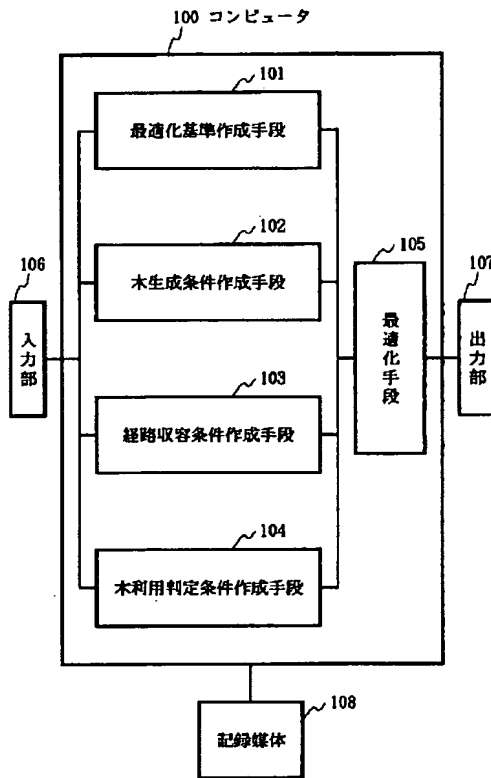 100 コンピュータ
101
最適化基準作成手段
102
木生成条件作成手段
103
経路収容条件作成手段
104
木利用判定条件作成手段
105
最適化手段
106
入力部
107
出力部
108
記録媒体